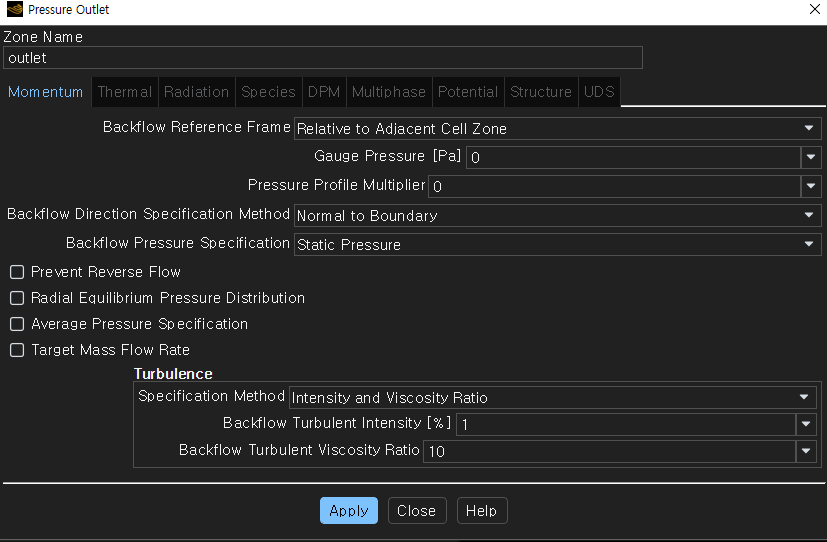 Pressure Outlet
Zone Name
outlet
Momentum Thermal Radiation Species DPM Multiphase Potential Structure UDS
Backflow Reference Frame Relative to Adjacent Cell Zone
Gauge Pressure [Pa] 0
Pressure Profile Multiplier 0
Backflow Direction Specification Method Normal to Boundary
Backflow Pressure Specification Static Pressure
Prevent Reverse Flow
Radial Equilibrium Pressure Distribution
Average Pressure Specification
Target Mass Flow Rate
Turbulence
Specification Method Intensity and Viscosity Ratio
Backflow Turbulent Intensity [%] 1
Backflow Turbulent Viscosity Ratio 10
Apply Close Help